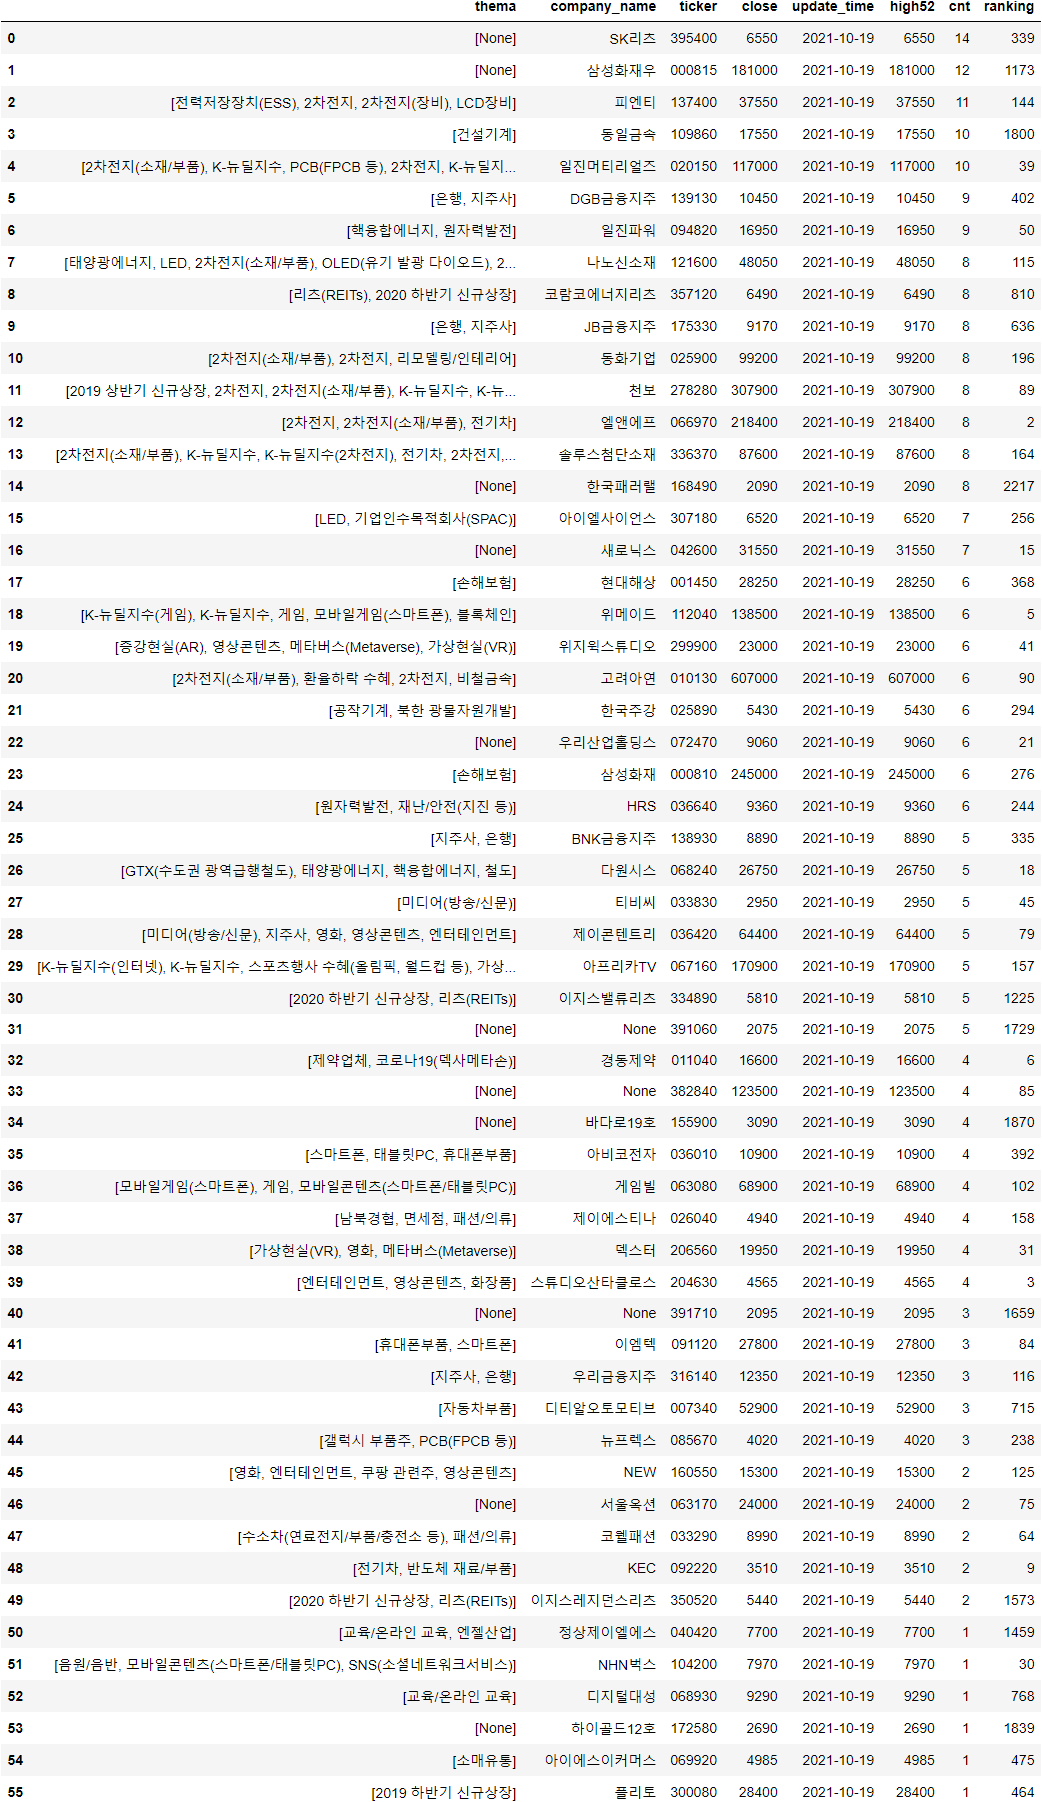 thema company_name ticker close update_time high52 cnt ranking
0 [None] SK리츠 395400 6550 2021-10-19 6550 14 339
1 [None] 삼성화재우 000815 181000 2021-10-19 181000 12 1173
2 [전력저장장치(ESS), 2차전지, 2차전지(장비), LCD장비] 피엔티 137400 37550 2021-10-19 37550 11 144
3 [건설기계] 동일금속 109860 17550 2021-10-19 17550 10 1800
4 [2차전지(소재/부품), K-뉴딜지수, PCB(FPCB 등), 2차전지, K-뉴딜지... 일진머티리얼즈 020150 117000 2021-10-19 117000 10 39
5 [은행, 지주사] DGB금융지주 139130 10450 2021-10-19 10450 9 402
6 [핵융합에너지, 원자력발전] 일진파워 094820 16950 2021-10-19 16950 9 50
7 [태양광에너지, LED, 2차전지(소재/부품), OLED(유기 발광 다이오드), 2... 나노신소재 121600 48050 2021-10-19 48050 8 115
8 [리츠(REITs), 2020 하반기 신규상장] 코람코에너지리츠 357120 6490 2021-10-19 6490 8 810
9 [은행, 지주사] JB금융지주 175330 9170 2021-10-19 9170 8 636
10 [2차전지(소재/부품), 2차전지, 리모델링/인테리어] 동화기업 025900 99200 2021-10-19 99200 8 196
11 [2019 상반기 신규상장, 2차전지, 2차전지(소재/부품), K-뉴딜지수, K-뉴... 천보 278280 307900 2021-10-19 307900 8 89
12 [2차전지, 2차전지(소재/부품), 전기차] 엘앤에프 066970 218400 2021-10-19 218400 8 2
13 [2차전지(소재/부품), K-뉴딜지수, K-뉴딜지수(2차전지), 전기차, 2차전지,... 솔루스첨단소재 336370 87600 2021-10-19 87600 8 164
14 [None] 한국패러랠 168490 2090 2021-10-19 2090 8 2217
15 [LED, 기업인수목적회사(SPAC)] 아이엘사이언스 307180 6520 2021-10-19 6520 7 256
16 [None] 새로닉스 042600 31550 2021-10-19 31550 7 15
17 [손해보험] 현대해상 001450 28250 2021-10-19 28250 6 368
18 [K-뉴딜지수(게임), K-뉴딜지수, 게임, 모바일게임(스마트폰), 블록체인] 위메이드 112040 138500 2021-10-19 138500 6 5
19 [증강현실(AR), 영상콘텐츠, 메타버스(Metaverse), 가상현실(VR)] 위지윅스튜디오 299900 23000 2021-10-19 23000 6 41
20 [2차전지(소재/부품), 환율하락 수혜, 2차전지, 비철금속] 고려아연 010130 607000 2021-10-19 607000 6 90
21 [공작기계, 북한 광물자원개발] 한국주강 025890 5430 2021-10-19 5430 6 294
22 [None] 우리산업홀딩스 072470 9060 2021-10-19 9060 6 21
23 [손해보험] 삼성화재 000810 245000 2021-10-19 245000 6 276
24 [원자력발전, 재난/안전(지진 등)] HRS 036640 9360 2021-10-19 9360 6 244
25 [지주사, 은행] BNK금융지주 138930 8890 2021-10-19 8890 5 335
26 [GTX(수도권 광역급행철도), 태양광에너지, 핵융합에너지, 철도] 다원시스 068240 26750 2021-10-19 26750 5 18
27 [미디어(방송/신문)] 티비씨 033830 2950 2021-10-19 2950 5 45
28 [미디어(방송/신문), 지주사, 영화, 영상콘텐츠, 엔터테인먼트] 제이콘텐트리 036420 64400 2021-10-19 64400 5 79
29 [K-뉴딜지수(인터넷), K-뉴딜지수, 스포츠행사 수혜(올림픽, 월드컵 등), 가상... 아프리카TV 067160 170900 2021-10-19 170900 5 157
30 [2020 하반기 신규상장, 리츠(REITs)] 이지스밸류리츠 334890 5810 2021-10-19 5810 5 1225
31 [None] None 391060 2075 2021-10-19 2075 5 1729
32 [제약업체, 코로나19(덱사메타손)] 경동제약 011040 16600 2021-10-19 16600 4 6
33 [None] None 382840 123500 2021-10-19 123500 4 85
34 [None] 바다로19호 155900 3090 2021-10-19 3090 4 1870
35 [스마트폰, 태블릿PC, 휴대폰부품] 아비코전자 036010 10900 2021-10-19 10900 4 392
36 [모바일게임(스마트폰), 게임, 모바일콘텐츠(스마트폰/태블릿PC)] 게임빌 063080 68900 2021-10-19 68900 4 102
37 [남북경협, 면세점, 패션/의류] 제이에스티나 026040 4940 2021-10-19 4940 4 158
38 [가상현실(VR), 영화, 메타버스(Metaverse)] 덱스터 206560 19950 2021-10-19 19950 4 31
39 [엔터테인먼트, 영상콘텐츠, 화장품] 스튜디오산타클로스 204630 4565 2021-10-19 4565 4 3
40 [None] None 391710 2095 2021-10-19 2095 3 1659
41 [휴대폰부품, 스마트폰] 이엠텍 091120 27800 2021-10-19 27800 3 84
42 [지주사, 은행] 우리금융지주 316140 12350 2021-10-19 12350 3 116
43 [자동차부품] 디티알오토모티브 007340 52900 2021-10-19 52900 3 715
44 [갤럭시 부품주, PCB(FPCB 등)] 뉴프렉스 085670 4020 2021-10-19 4020 3 238
45 [영화, 엔터테인먼트, 쿠팡 관련주, 영상콘텐츠] NEW 160550 15300 2021-10-19 15300 2 125
46 [None] 서울옥션 063170 24000 2021-10-19 24000 2 75
47 [수소차(연료전지/부품/충전소 등), 패션/의류] 코웰패션 033290 8990 2021-10-19 8990 2 64
48 [전기차, 반도체 재료/부품] KEC 092220 3510 2021-10-19 3510 2 9
49 [2020 하반기 신규상장, 리츠(REITs)] 이지스레지던스리츠 350520 5440 2021-10-19 5440 2 1573
50 [교육/온라인 교육, 엔젤산업] 정상제이엘에스 040420 7700 2021-10-19 7700 1 1459
51 [음원/음반, 모바일콘텐츠(스마트폰/태블릿PC), SNS(소셜네트워크서비스)] NHN벅스 104200 7970 2021-10-19 7970 1 30
52 [교육/온라인 교육] 디지털대성 068930 9290 2021-10-19 9290 1 768
53 [None] 하이골드12호 172580 2690 2021-10-19 2690 1 1839
54 [소매유통] 아이에스이커머스 069920 4985 2021-10-19 4985 1 475
55 [2019 하반기 신규상장] 플리토 300080 28400 2021-10-19 28400 1 464